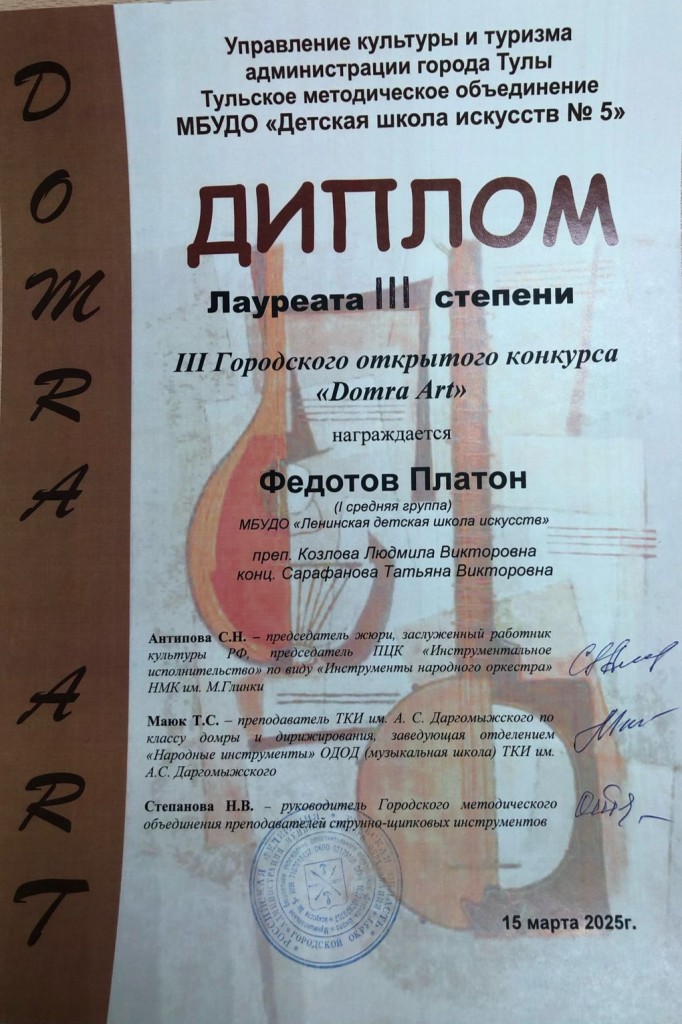 DOMRA ART
Управление культуры и туризма
администрации города Тулы
Тульское методическое объединение
МБУДО «Детская школа искусств № 5»
ДИПЛОМ
Лауреата III степени
III Городского открытого конкурса
«Domra Art»
награждается
Федотов Платон
(I средняя группа)
МБУДО «Ленинская детская школа искусств»
преп. Козлова Людмила Викторовна
конц. Сарафанова Татьяна Викторовна
Антипова С.Н. – председатель жюри, заслуженный работник
культуры РФ, председатель ПЦК «Инструментальное
исполнительство» по виду «Инструменты народного оркестра»
НМК им. М.Глинки
Маюк Т.С. – преподаватель ТКИ им. А. С. Даргомыжского по
классу домры и дирижирования, заведующая отделением
«Народные инструменты» ОДОД (музыкальная школа) ТКИ им.
А.С. Даргомыжского
Степанова Н.В. – руководитель Городского методического
объединения преподавателей струнно-щипковых инструментов
15 марта 2025г.